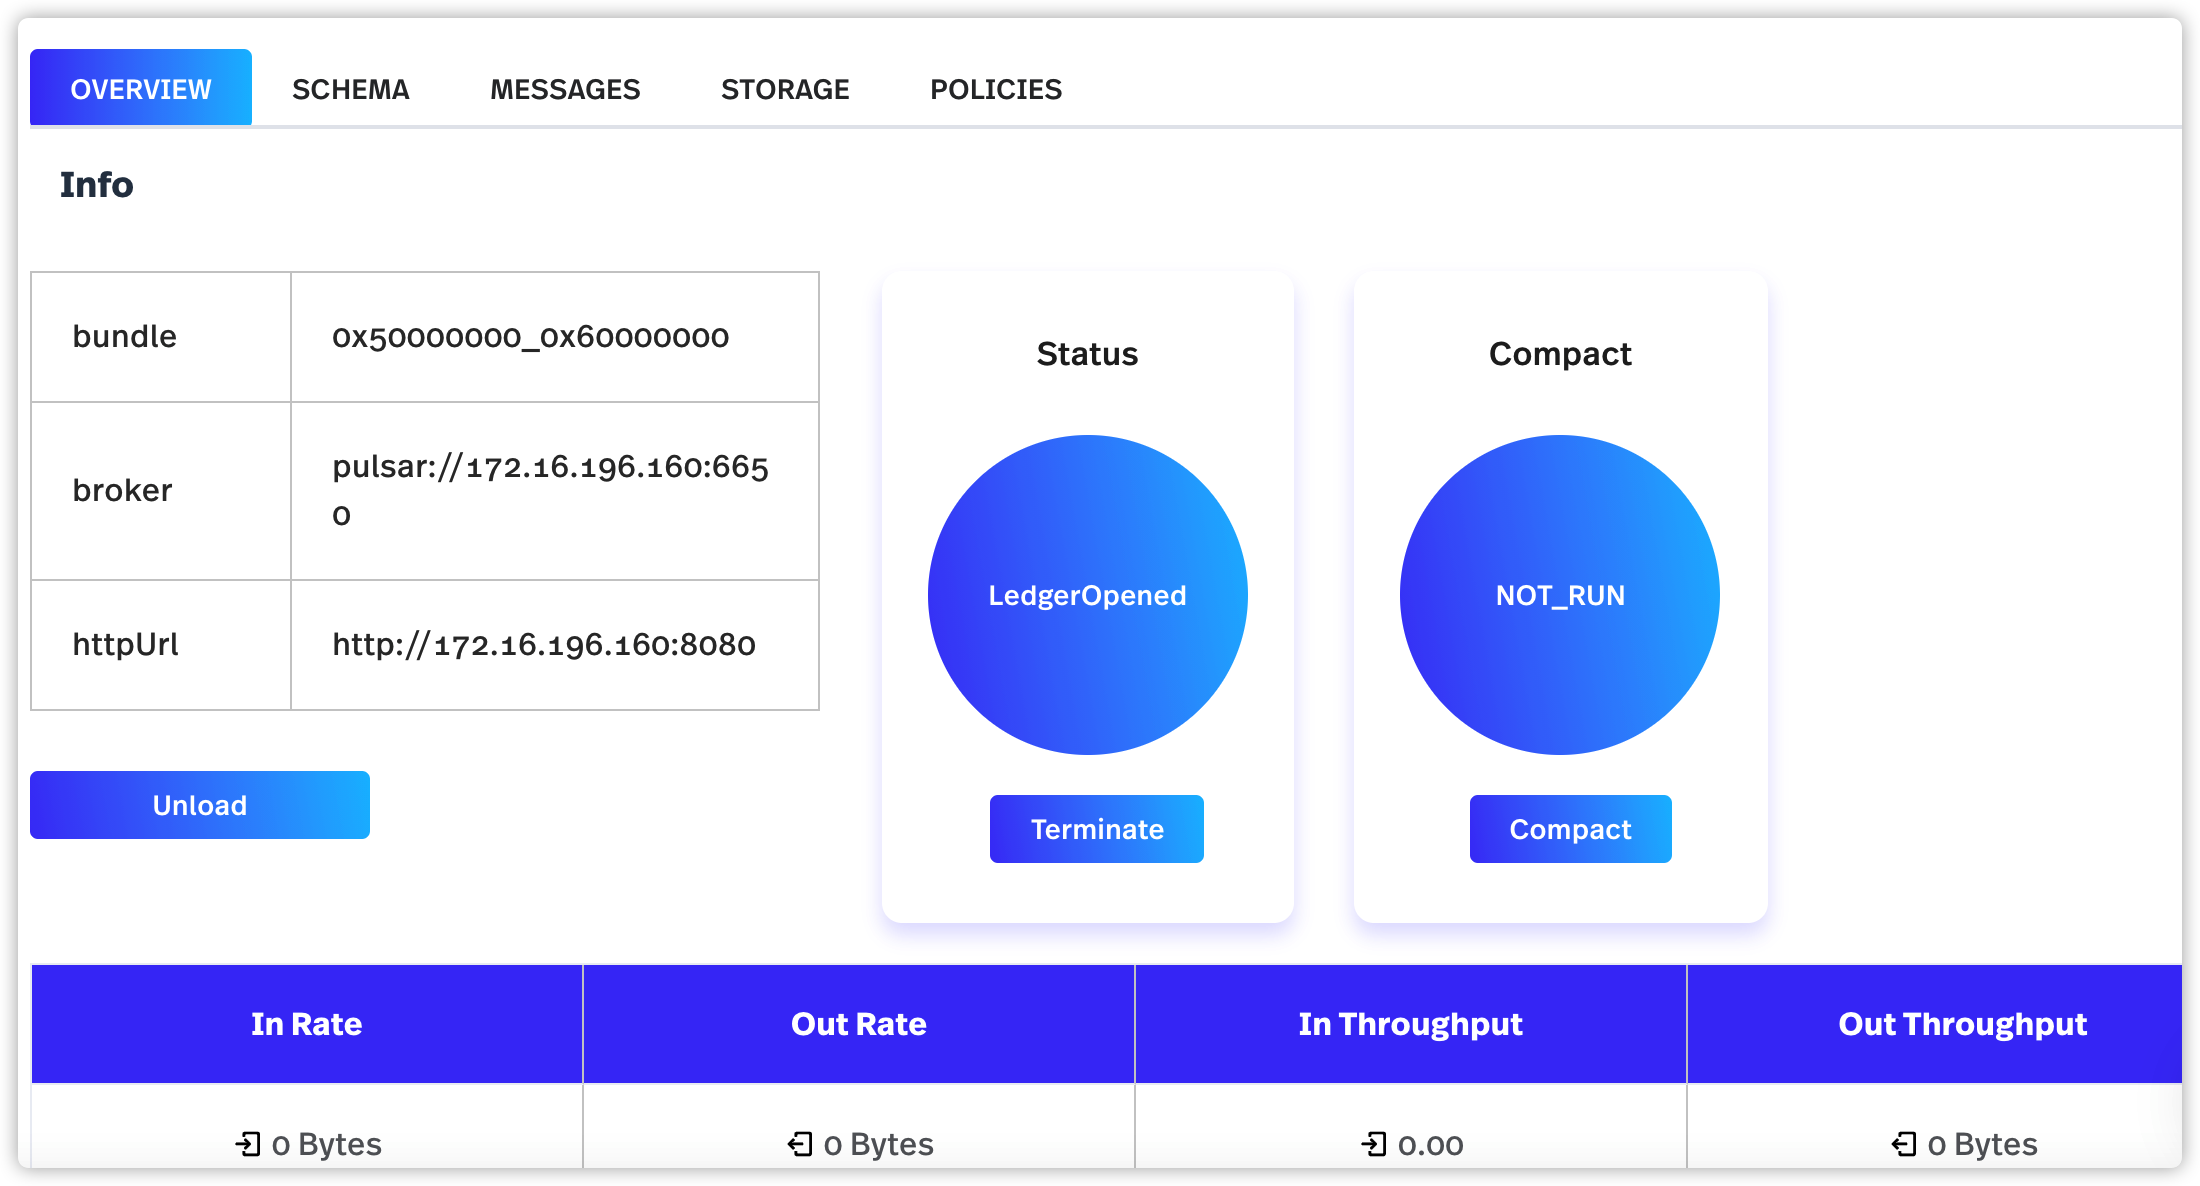 OVERVIEW SCHEMA MESSAGES STORAGE POLICIES
Info
bundle 0x50000000_0x60000000
broker pulsar://172.16.196.160:665
0
httpUrl http://172.16.196.160:8080
Unload
Status
LedgerOpened
Terminate
Compact
NOT_RUN
Compact
In Rate Out Rate In Throughput Out Throughput
0 Bytes 0 Bytes 0.00 0 Bytes